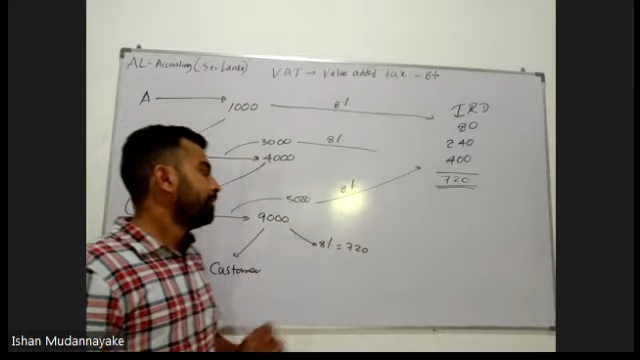 AL-Accounting (Sri Lanka)
VAT → Value added tax - 8%
A → 1000 8% IRD
80
3000 8% 240
4000 400
720
5000 8%
9000
8% = 720
Customer
Ishan Mudannayake